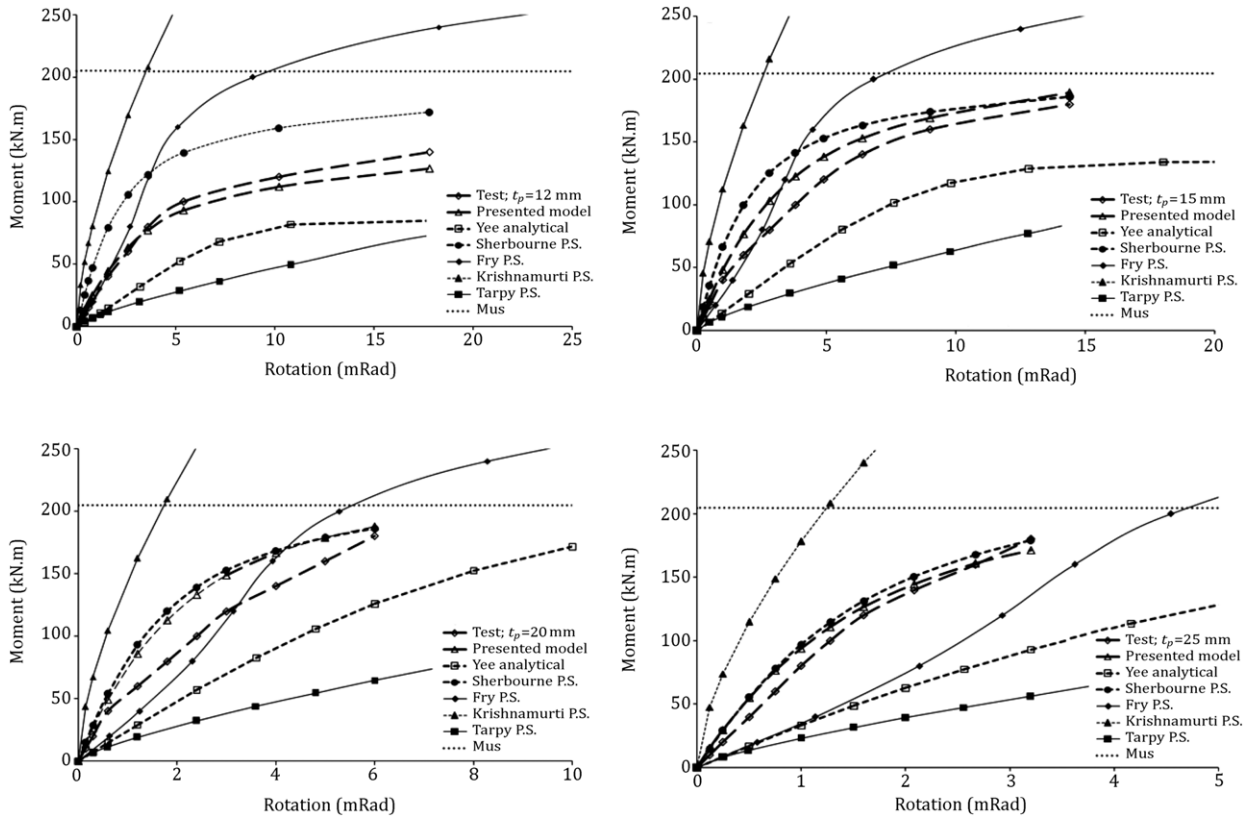 250
200
150
100
50
0
Moment (kN.m)
Test; tp=12 mm
Presented model
Yee analytical
Sherbourne P.S.
Fry P.S.
Krishnamurti P.S.
Tarpy P.S.
Mus
0 5 10 15 20 25
Rotation (mRad)
250
200
150
100
50
0
Moment (kN.m)
Test; tp=15 mm
Presented model
Yee analytical
Sherbourne P.S.
Fry P.S.
Krishnamurti P.S.
Tarpy P.S.
Mus
0 5 10 15 20
Rotation (mRad)
250
200
150
100
50
0
Moment (kN.m)
Test; tp=20 mm
Presented model
Yee analytical
Sherbourne P.S.
Fry P.S.
Krishnamurti P.S.
Tarpy P.S.
Mus
0 2 4 6 8 10
Rotation (mRad)
250
200
150
100
50
0
Moment (kN.m)
Test; tp=25 mm
Presented model
Yee analytical
Sherbourne P.S.
Fry P.S.
Krishnamurti P.S.
Tarpy P.S.
Mus
0 1 2 3 4 5
Rotation (mRad)